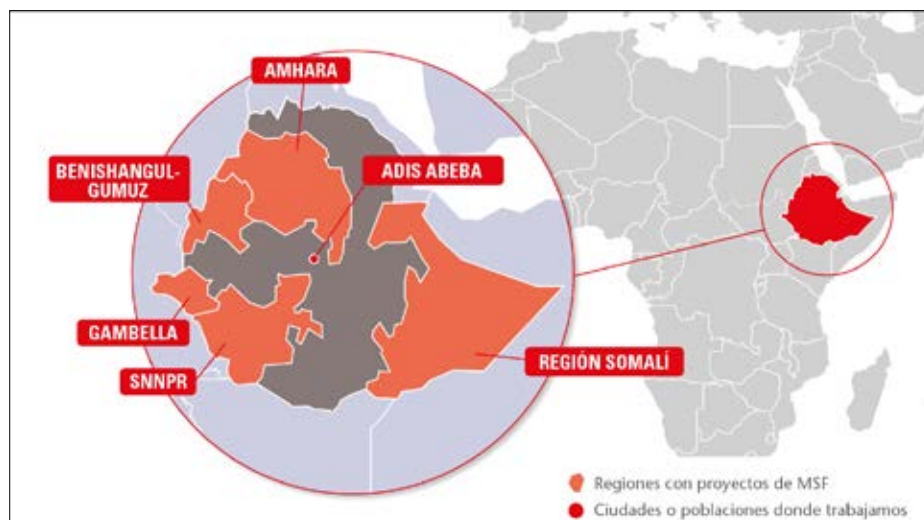 AMHARA
BENISHANGUL-
GUMUZ
ADIS ABEBA
GAMBELLA
SNNPR
REGIÓN SOMALÍ
Regiones con proyectos de MSF
Ciudades o poblaciones donde trabajamos